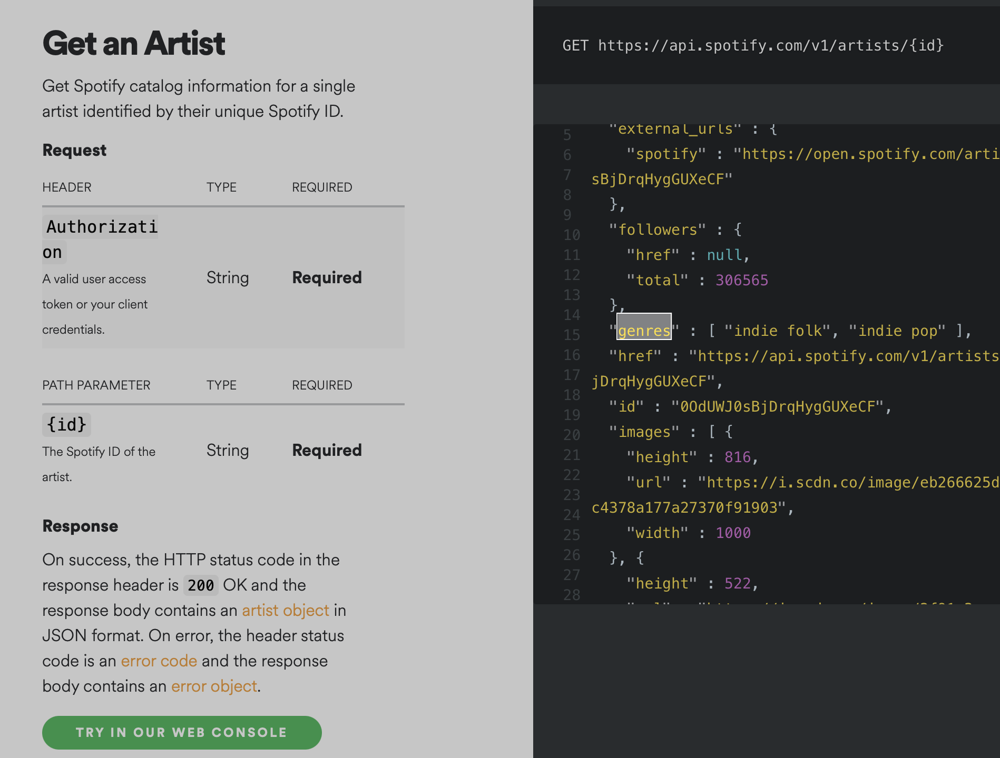 Get an Artist
Get Spotify catalog information for a single
artist identified by their unique Spotify ID.
Request
HEADER TYPE REQUIRED
Authorizati
on
A valid user access
token or your client
credentials.
String Required
PATH PARAMETER TYPE REQUIRED
{id}
The Spotify ID of the
artist.
String Required
Response
On success, the HTTP status code in the
response header is 200 OK and the
response body contains an artist object in
JSON format. On error, the header status
code is an error code and the response
body contains an error object.
TRY IN OUR WEB CONSOLE
GET https://api.spotify.com/v1/artists/{id}
5
6
7
8
9
10
11
12
13
14
15
16
17
18
19
20
21
22
23
24
25
26
27
28
"external_urls" : {
"spotify" : "https://open.spotify.com/arti
sBjDrqHygGUXeCF"
},
"followers" : {
"href" : null,
"total" : 306565
},
"genres" : [ "indie folk", "indie pop" ],
"href" : "https://api.spotify.com/v1/artists
jDrqHygGUXeCF",
"id" : "0OdUWJ0sBjDrqHygGUXeCF",
"images" : [ {
"height" : 816,
"url" : "https://i.scdn.co/image/eb266625d
c4378a177a27370f91903",
"width" : 1000
}, {
"height" : 522,